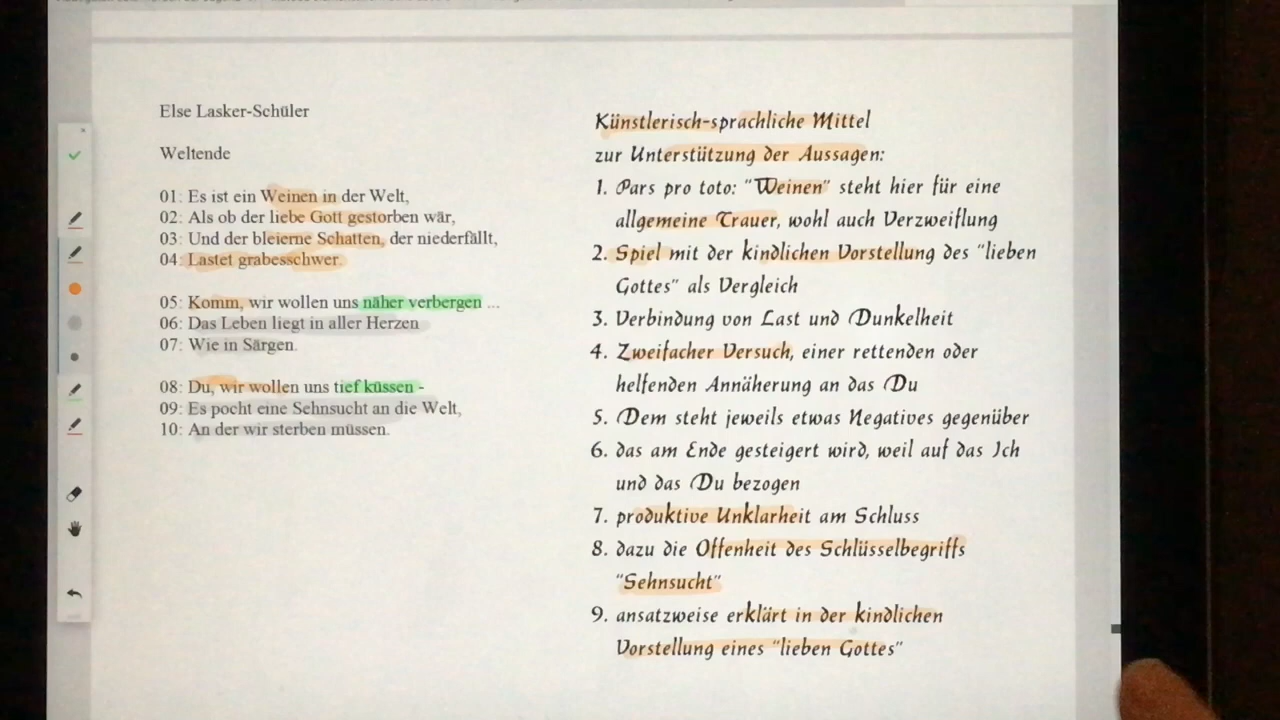 Else Lasker-Schüler
Weltende
01: Es ist ein Weinen in der Welt,
02: Als ob der liebe Gott gestorben wär,
03: Und der bleierne Schatten, der niederfällt,
04: Lastet grabesschwer.
05: Komm, wir wollen uns näher verbergen ...
06: Das Leben liegt in aller Herzen
07: Wie in Särgen.
08: Du, wir wollen uns tief küssen -
09: Es pocht eine Sehnsucht an die Welt,
10: An der wir sterben müssen.
Künstlerisch-sprachliche Mittel
zur Unterstützung der Aussagen:
1. Pars pro toto: "Weinen" steht hier für eine
allgemeine Trauer, wohl auch Verzweiflung
2. Spiel mit der kindlichen Vorstellung des "lieben
Gottes" als Vergleich
3. Verbindung von Last und Dunkelheit
4. Zweifacher Versuch, einer rettenden oder
helfenden Annäherung an das Du
5. Dem steht jeweils etwas Negatives gegenüber
6. das am Ende gesteigert wird, weil auf das Ich
und das Du bezogen
7. produktive Unklarheit am Schluss
8. dazu die Offenheit des Schlüsselbegriffs
"Sehnsucht"
9. ansatzweise erklärt in der kindlichen
Vorstellung eines "lieben Gottes"